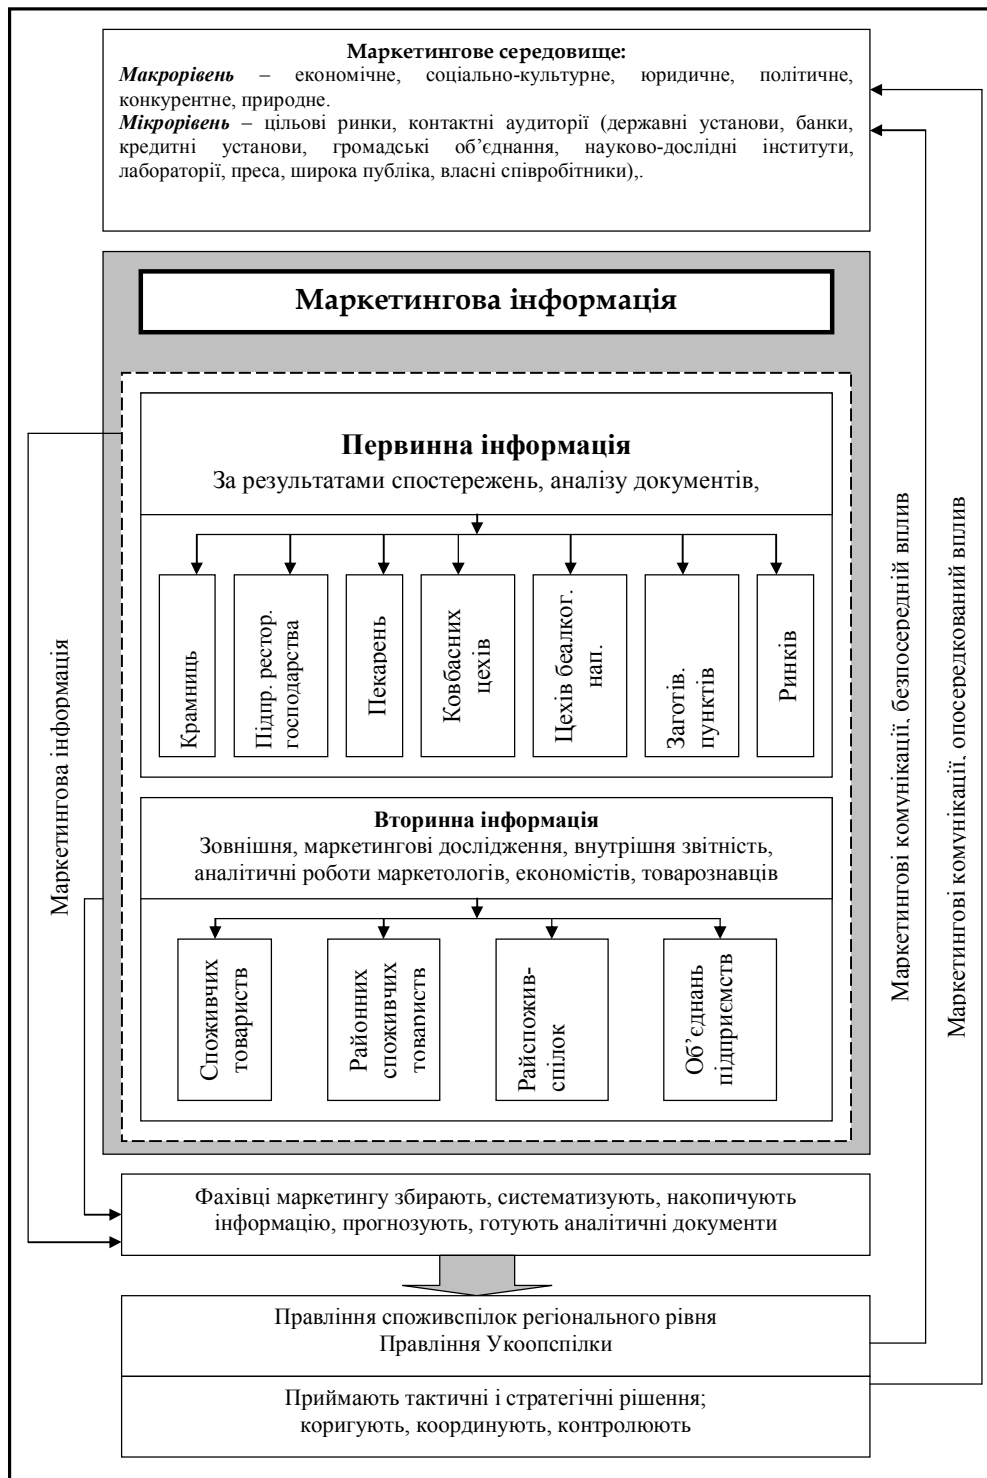 Маркетингове середовище:
Макрорівень – економічне, соціально-культурне, юридичне, політичне,
конкурентне, природне.
Мікрорівень – цільові ринки, контактні аудиторії (державні установи, банки,
кредитні установи, громадські об’єднання, науково-дослідні інститути,
лабораторії, преса, широка публіка, власні співробітники),.
Маркетингова інформація
Первинна інформація
За результатами спостережень, аналізу документів,
Крамниць
Підпр. рестор.
господарства
Пекарень
Ковбасних
цехів
Цехів беалког.
нап.
Заготів.
пунктів
Ринків
Вторинна інформація
Зовнішня, маркетингові дослідження, внутрішня звітність,
аналітичні роботи маркетологів, економістів, товарознавців
Споживчих
товариств
Районних
споживчих
товариств
Райспожив-
спілок
Об’єднань
підприємств
Маркетингова інформація
Маркетингові комунікації, безпосередній вплив
Маркетингові комунікації, опосередкований вплив
Фахівці маркетингу збирають, систематизують, накопичують
інформацію, прогнозують, готують аналітичні документи
Правління споживспілок регіонального рівня
Правління Укоопспілки
Приймають тактичні і стратегічні рішення;
коригують, координують, контролюють